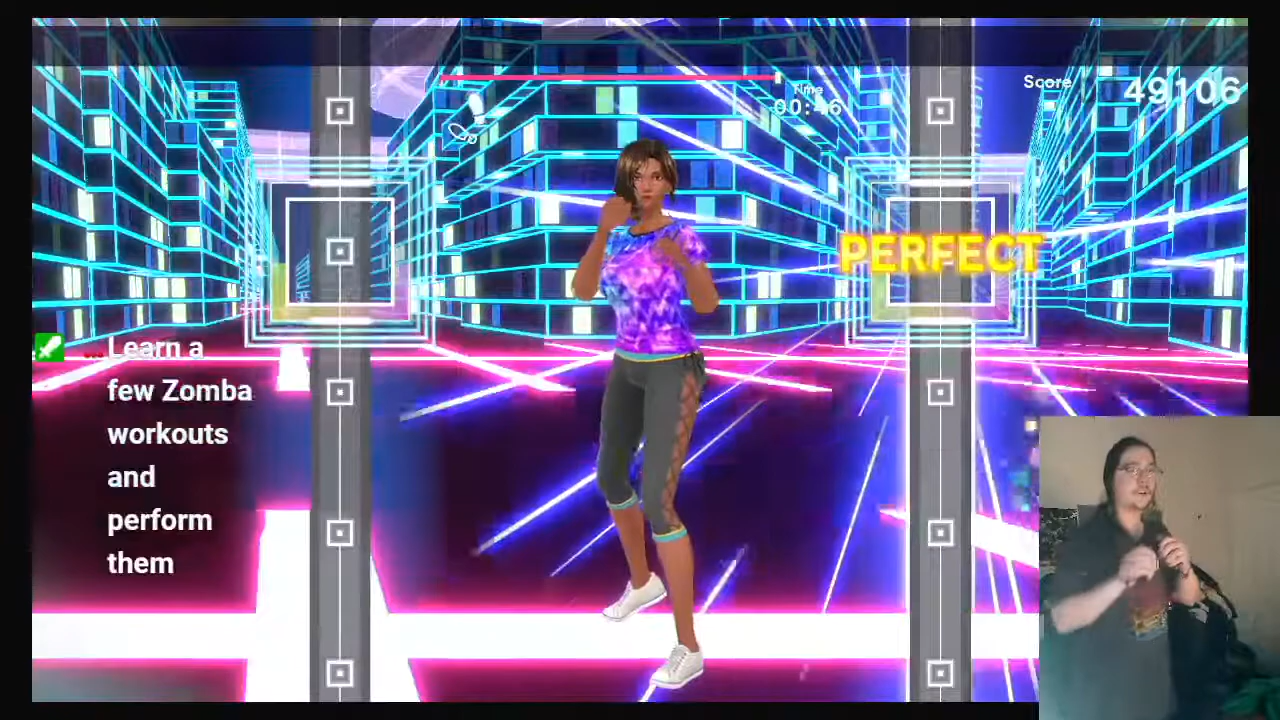 Score 49106
Time
00:46
PERFECT
Learn a
few Zomba
workouts
and
perform
them